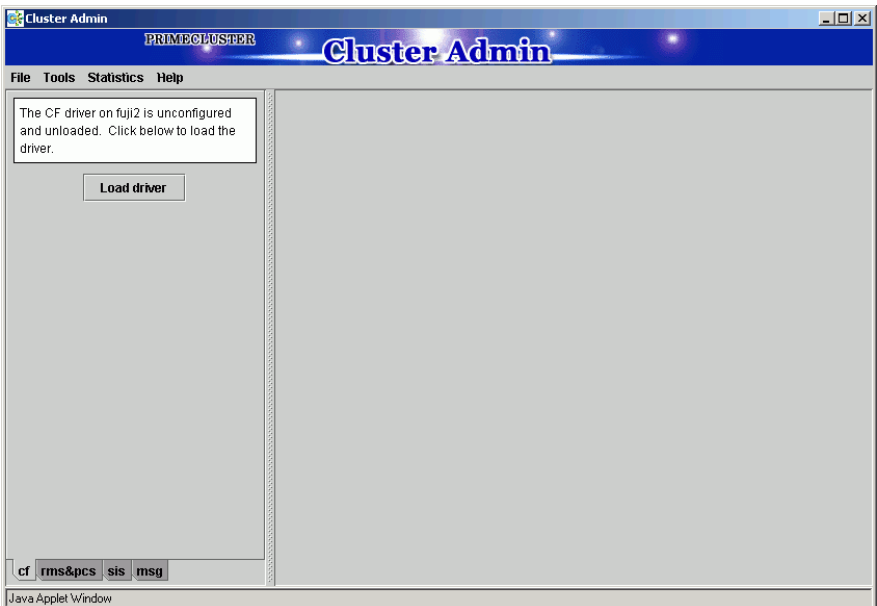 Cluster Admin
PRIMECLUSTER
Cluster Admin
File Tools Statistics Help
The CF driver on fuji2 is unconfigured
and unloaded. Click below to load the
driver.
Load driver
cf rms&pcs sis msg
Java Applet Window